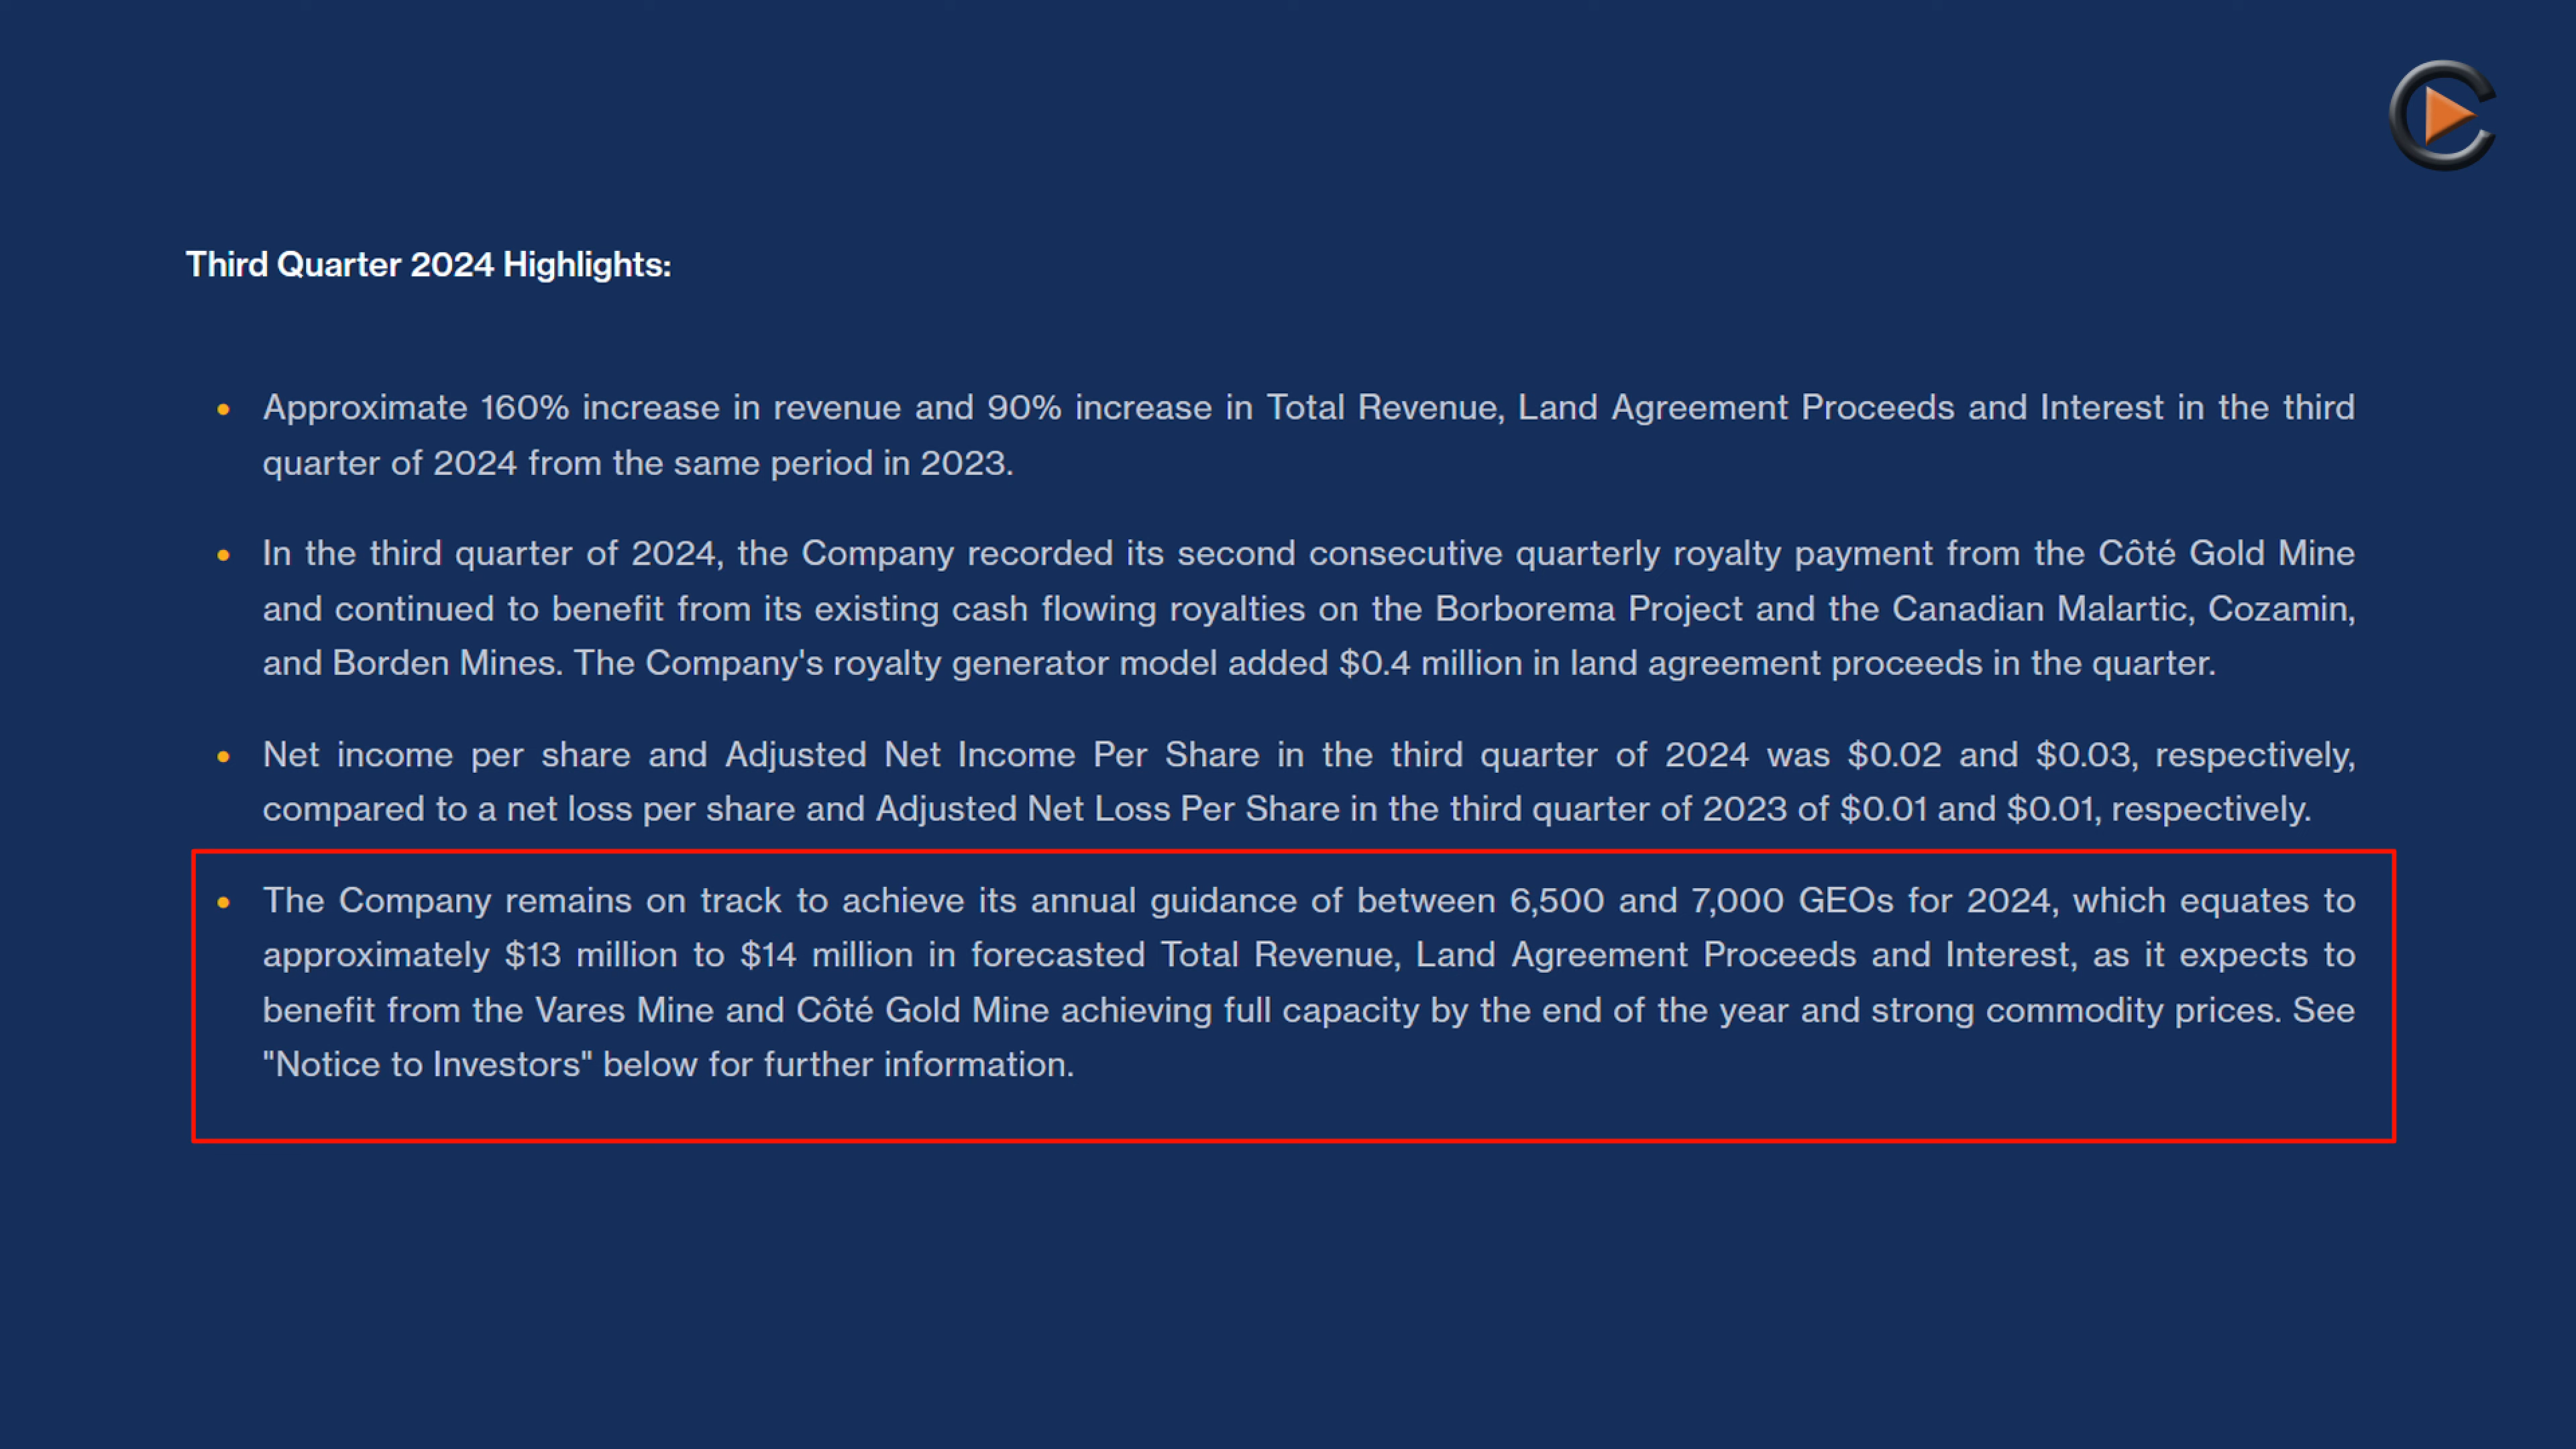 Third Quarter 2024 Highlights:
• Approximate 160% increase in revenue and 90% increase in Total Revenue, Land Agreement Proceeds and Interest in the third
quarter of 2024 from the same period in 2023.
• In the third quarter of 2024, the Company recorded its second consecutive quarterly royalty payment from the Côté Gold Mine
and continued to benefit from its existing cash flowing royalties on the Borborema Project and the Canadian Malartic, Cozamin,
and Borden Mines. The Company's royalty generator model added $0.4 million in land agreement proceeds in the quarter.
• Net income per share and Adjusted Net Income Per Share in the third quarter of 2024 was $0.02 and $0.03, respectively,
compared to a net loss per share and Adjusted Net Loss Per Share in the third quarter of 2023 of $0.01 and $0.01, respectively.
• The Company remains on track to achieve its annual guidance of between 6,500 and 7,000 GEOs for 2024, which equates to
approximately $13 million to $14 million in forecasted Total Revenue, Land Agreement Proceeds and Interest, as it expects to
benefit from the Vares Mine and Côté Gold Mine achieving full capacity by the end of the year and strong commodity prices. See
"Notice to Investors" below for further information.